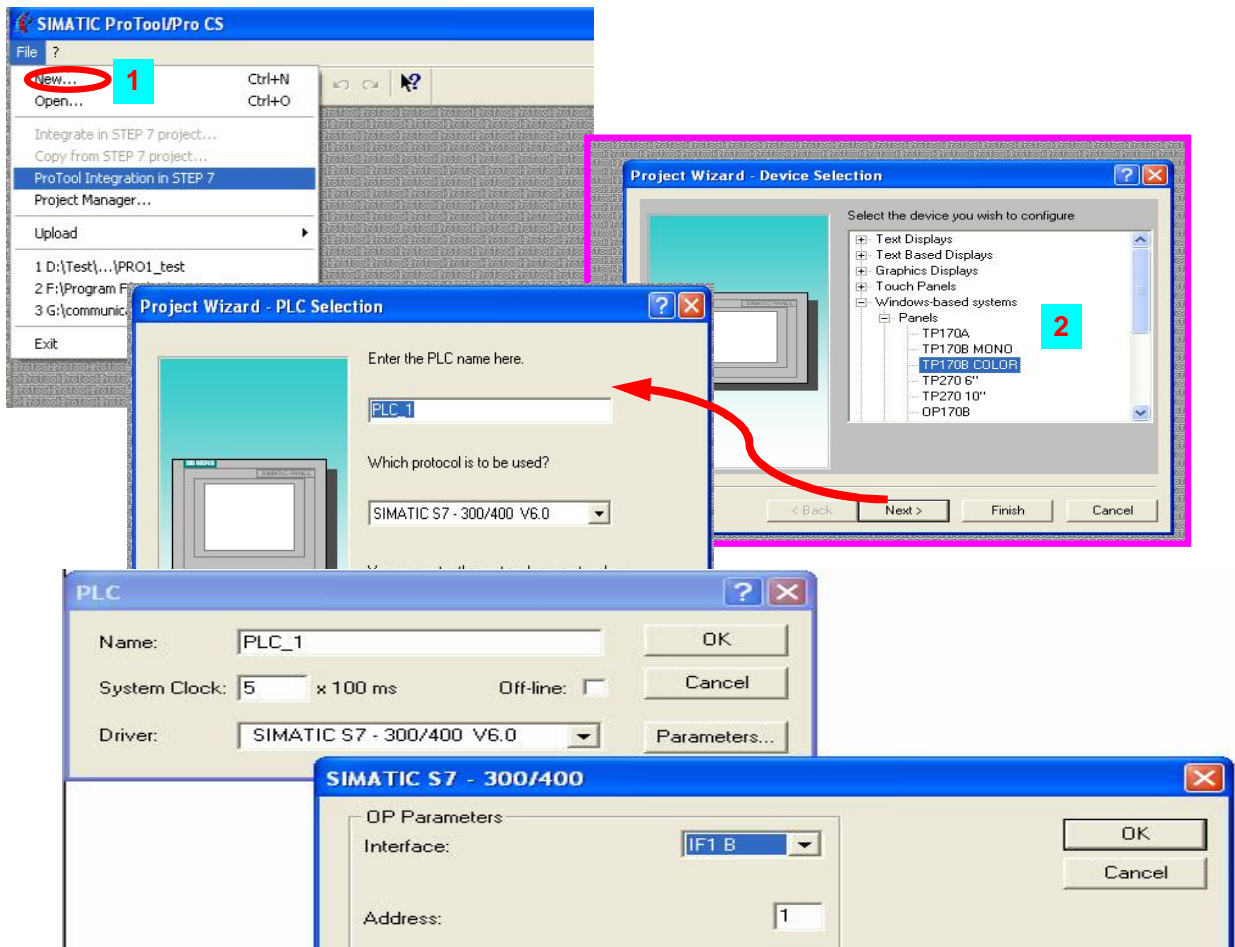 SIMATIC ProTool/Pro CS
File ?
New... Ctrl+N
1
Open... Ctrl+O
Integrate in STEP 7 project...
Copy from STEP 7 project...
ProTool Integration in STEP 7
Project Manager...
Upload
1 D:\Test\...\PRO1_test
2 F:\Program
3 G:\communic
Exit
Project Wizard - Device Selection
Select the device you wish to configure
Text Displays
Text Based Displays
Graphics Displays
Touch Panels
Windows-based systems
Panels
2
TP170A
TP170B MONO
TP170B COLOR
TP270 6''
TP270 10''
OP170B
< Back Next > Finish Cancel
Project Wizard - PLC Selection
Enter the PLC name here.
PLC_1
Which protocol is to be used?
SIMATIC S7 - 300/400 V6.0
SIEMENS
SIMATIC PANEL
PLC
Name: PLC_1 OK
System Clock: 5 x 100 ms Off-line: Cancel
Driver: SIMATIC S7 - 300/400 V6.0 Parameters...
SIMATIC S7 - 300/400
OP Parameters
Interface: IF1 B OK
Cancel
Address: 1